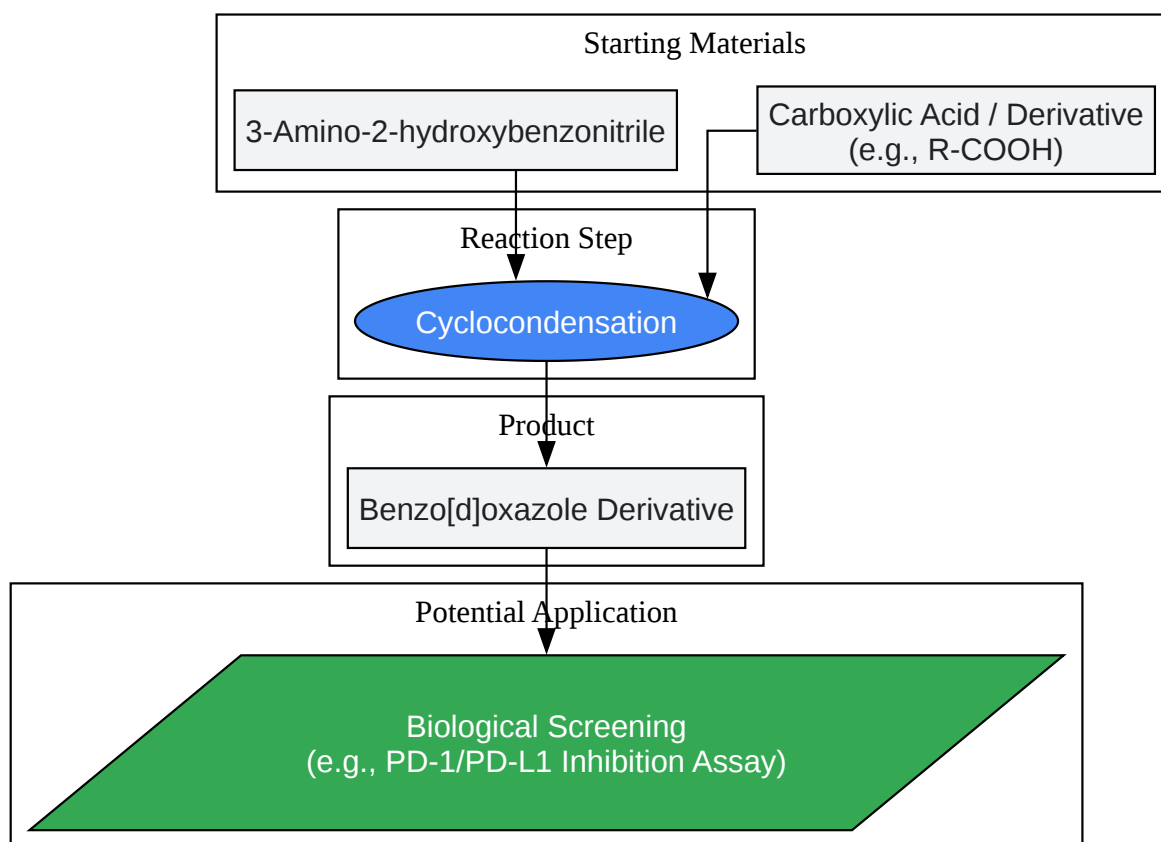 Starting Materials
3-Amino-2-hydroxybenzonitrile
Carboxylic Acid / Derivative
(e.g., R-COOH)
Reaction Step
Cyclocondensation
Product
Benzo[d]oxazole Derivative
Potential Application
Biological Screening
(e.g., PD-1/PD-L1 Inhibition Assay)